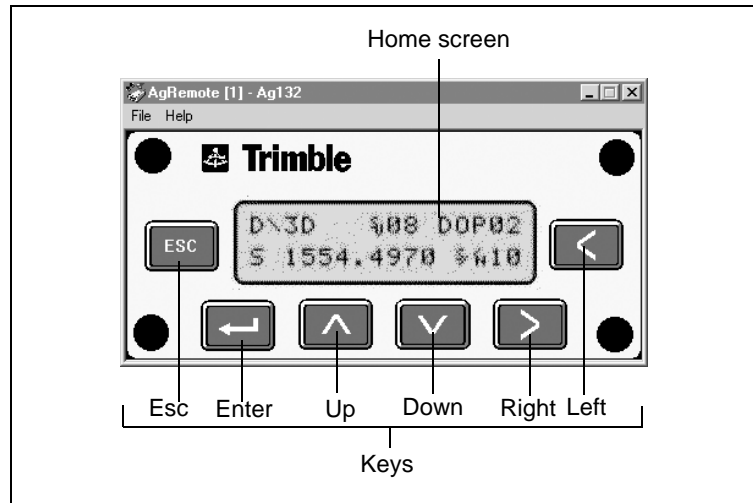 Home screen
AgRemote [1] - Ag132
File Help
Trimble
D\3D 08 DOP02
ESC
S 1554.4970 10
Esc Enter Up Down Right Left
Keys